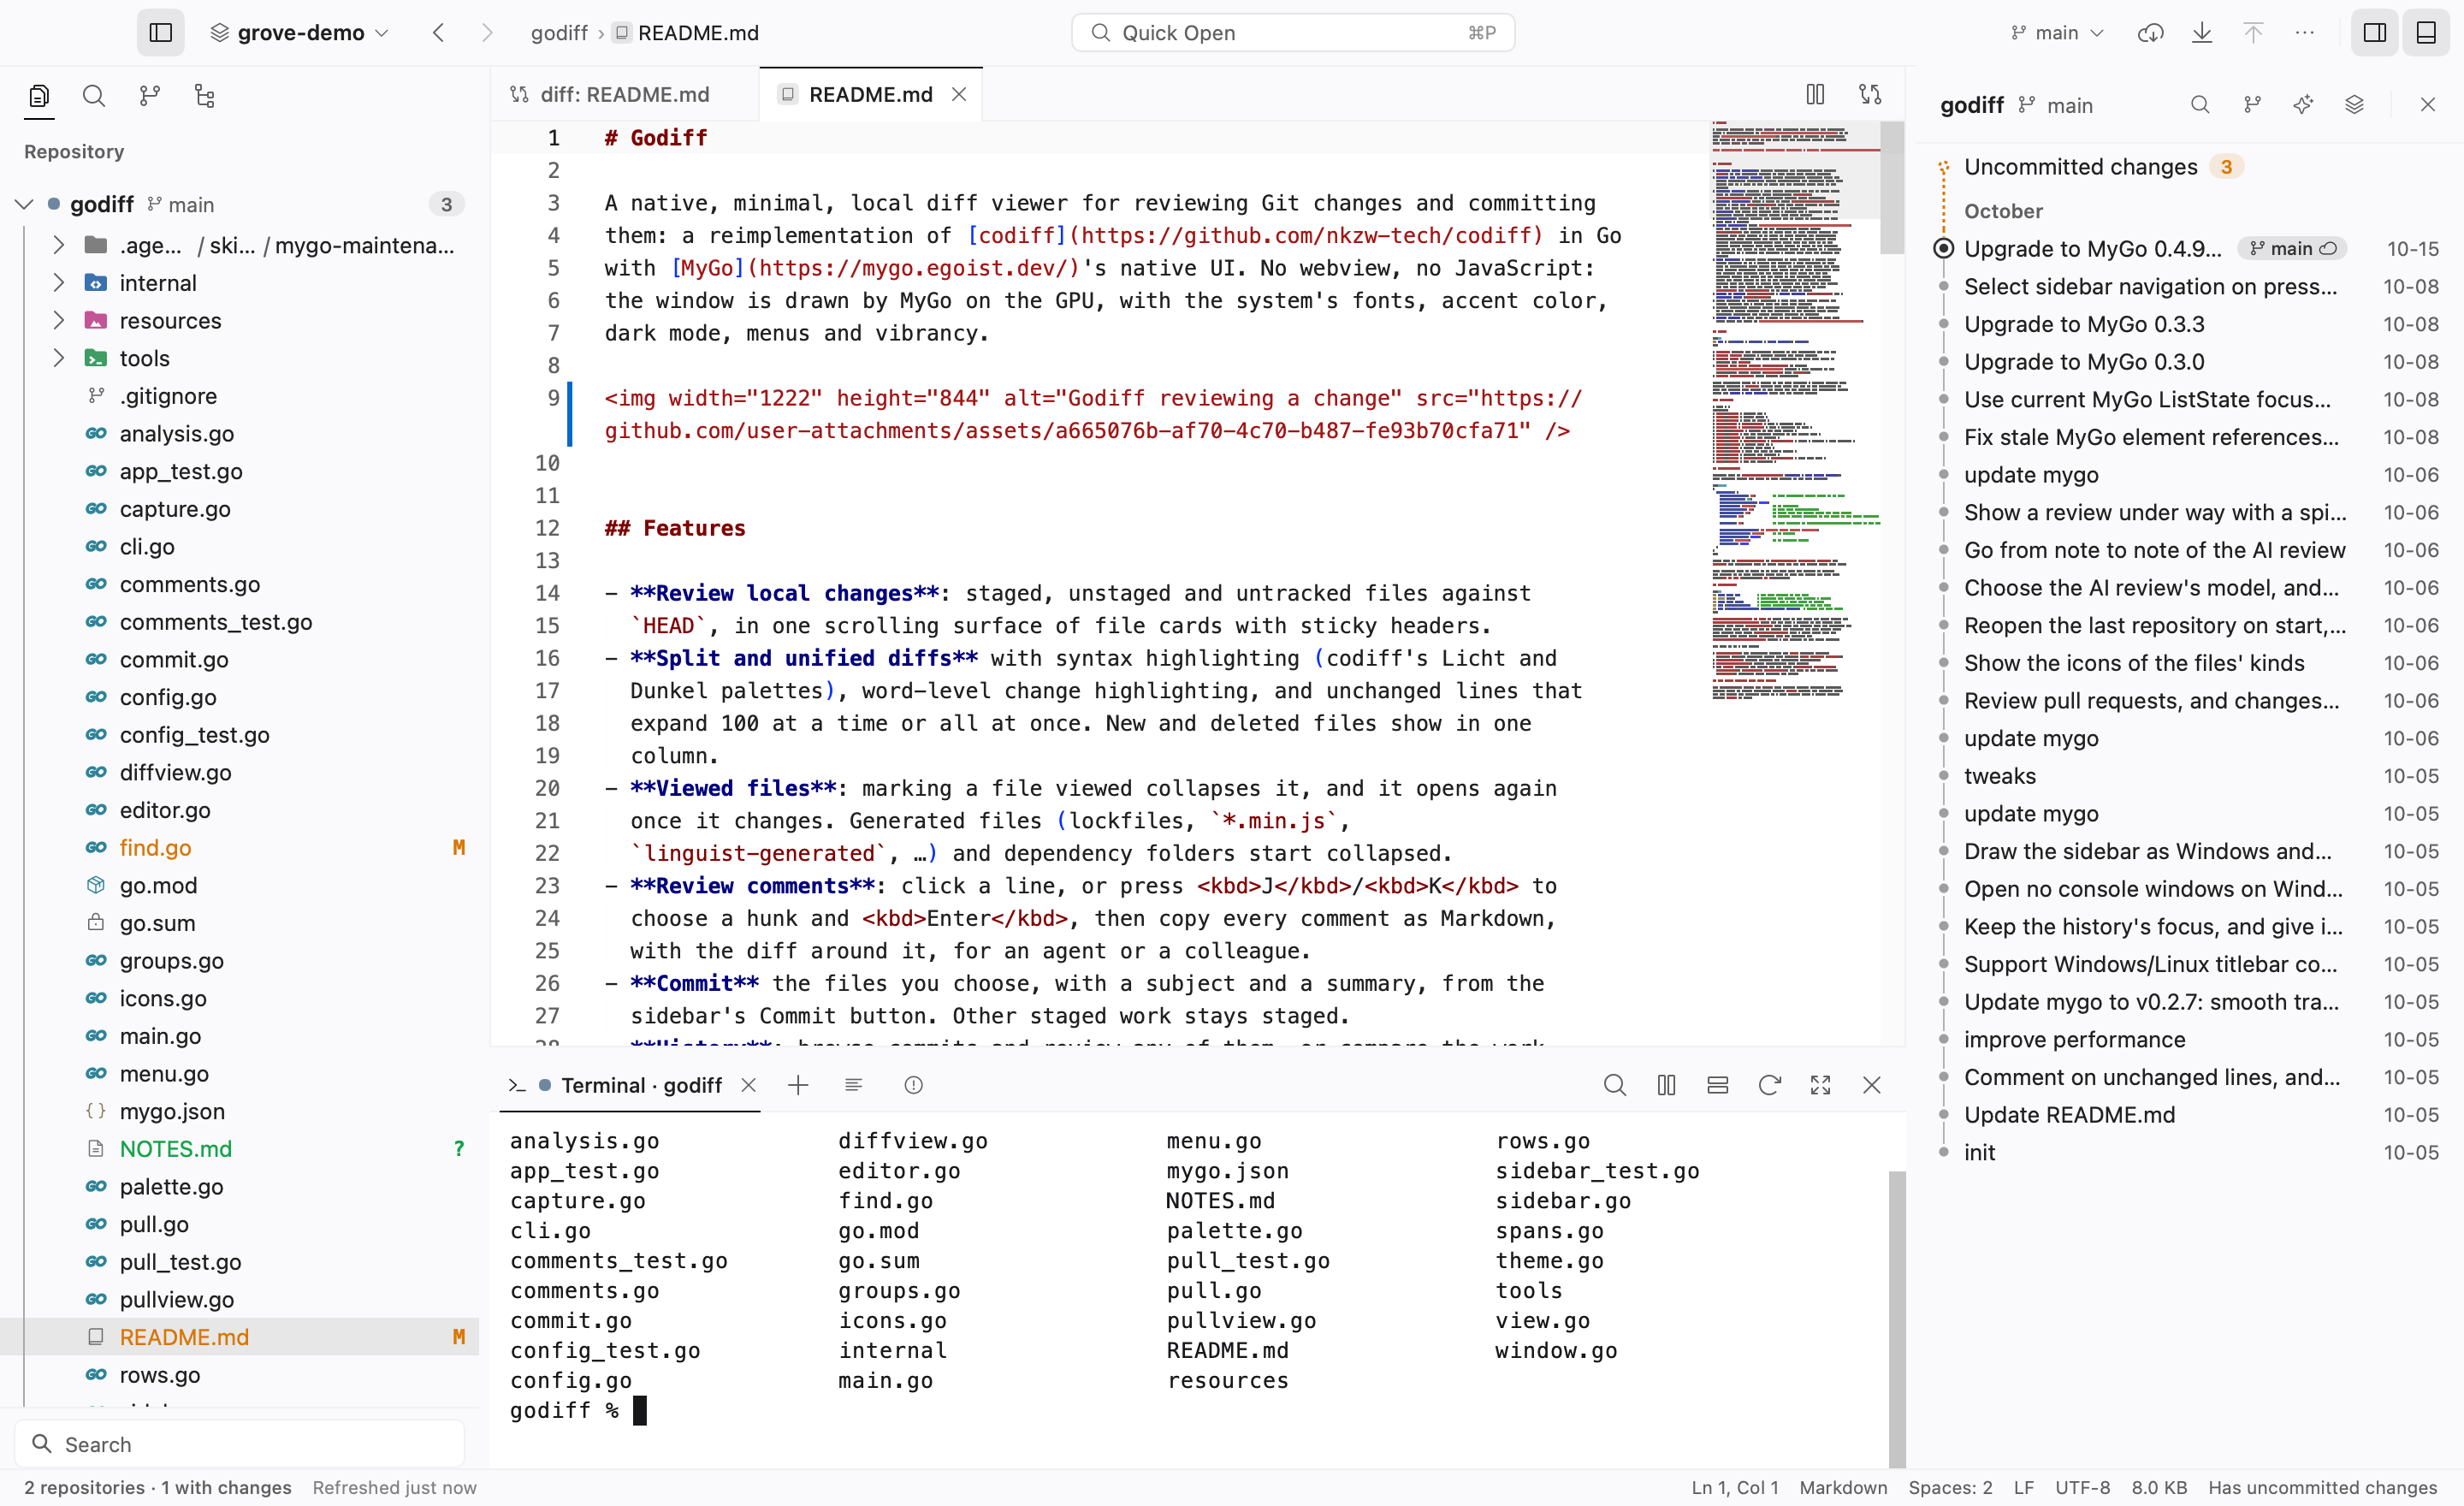 grove-demo
godiff › README.md
Quick Open ⌘P
main
Repository
godiff main 3
.age... / ski... / mygo-maintena...
internal
resources
tools
.gitignore
analysis.go
app_test.go
capture.go
cli.go
comments.go
comments_test.go
commit.go
config.go
config_test.go
diffview.go
editor.go
find.go M
go.mod
go.sum
groups.go
icons.go
main.go
menu.go
mygo.json
NOTES.md ?
palette.go
pull.go
pull_test.go
pullview.go
README.md M
rows.go
Search
diff: README.md
README.md
1 # Godiff
2
3 A native, minimal, local diff viewer for reviewing Git changes and committing
4 them: a reimplementation of [codiff](https://github.com/nkzw-tech/codiff) in Go
5 with [MyGo](https://mygo.egoist.dev/)'s native UI. No webview, no JavaScript:
6 the window is drawn by MyGo on the GPU, with the system's fonts, accent color,
7 dark mode, menus and vibrancy.
8
9 <img width="1222" height="844" alt="Godiff reviewing a change" src="https://
github.com/user-attachments/assets/a665076b-af70-4c70-b487-fe93b70cfa71" />
10
11
12 ## Features
13
14 - **Review local changes**: staged, unstaged and untracked files against
15 `HEAD`, in one scrolling surface of file cards with sticky headers.
16 - **Split and unified diffs** with syntax highlighting (codiff's Licht and
17 Dunkel palettes), word-level change highlighting, and unchanged lines that
18 expand 100 at a time or all at once. New and deleted files show in one
19 column.
20 - **Viewed files**: marking a file viewed collapses it, and it opens again
21 once it changes. Generated files (lockfiles, `*.min.js`,
22 `linguist-generated`, …) and dependency folders start collapsed.
23 - **Review comments**: click a line, or press <kbd>J</kbd>/<kbd>K</kbd> to
24 choose a hunk and <kbd>Enter</kbd>, then copy every comment as Markdown,
25 with the diff around it, for an agent or a colleague.
26 - **Commit** the files you choose, with a subject and a summary, from the
27 sidebar's Commit button. Other staged work stays staged.
Terminal · godiff
analysis.go diffview.go menu.go rows.go
app_test.go editor.go mygo.json sidebar_test.go
capture.go find.go NOTES.md sidebar.go
cli.go go.mod palette.go spans.go
comments_test.go go.sum pull_test.go theme.go
comments.go groups.go pull.go tools
commit.go icons.go pullview.go view.go
config_test.go internal README.md window.go
config.go main.go resources
godiff %
godiff main
Uncommitted changes 3
October
Upgrade to MyGo 0.4.9... main 10-15
Select sidebar navigation on press... 10-08
Upgrade to MyGo 0.3.3 10-08
Upgrade to MyGo 0.3.0 10-08
Use current MyGo ListState focus... 10-08
Fix stale MyGo element references... 10-08
update mygo 10-06
Show a review under way with a spi... 10-06
Go from note to note of the AI review 10-06
Choose the AI review's model, and... 10-06
Reopen the last repository on start,... 10-06
Show the icons of the files' kinds 10-06
Review pull requests, and changes... 10-06
update mygo 10-06
tweaks 10-05
update mygo 10-05
Draw the sidebar as Windows and... 10-05
Open no console windows on Wind... 10-05
Keep the history's focus, and give i... 10-05
Support Windows/Linux titlebar co... 10-05
Update mygo to v0.2.7: smooth tra... 10-05
improve performance 10-05
Comment on unchanged lines, and... 10-05
Update README.md 10-05
init 10-05
2 repositories · 1 with changes Refreshed just now
Ln 1, Col 1 Markdown Spaces: 2 LF UTF-8 8.0 KB Has uncommitted changes